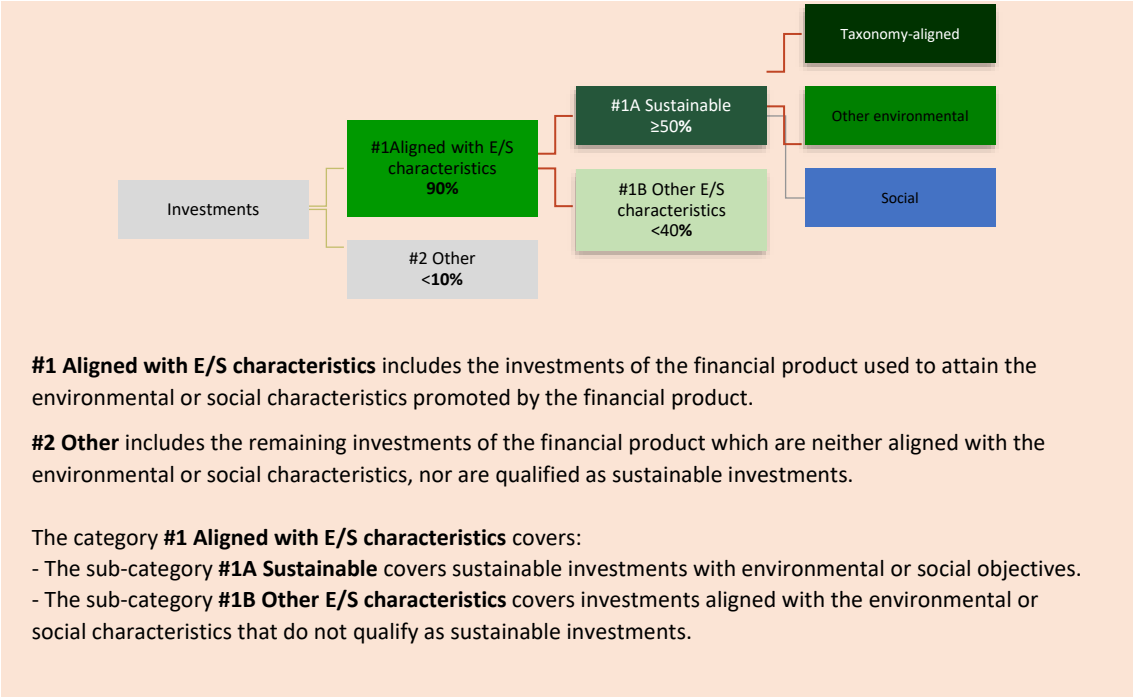 Taxonomy-aligned
#1A Sustainable
≥50%
Other environmental
#1Aligned with E/S
characteristics
90%
#1B Other E/S
characteristics
<40%
Social
Investments
#2 Other
<10%
#1 Aligned with E/S characteristics includes the investments of the financial product used to attain the
environmental or social characteristics promoted by the financial product.
#2 Other includes the remaining investments of the financial product which are neither aligned with the
environmental or social characteristics, nor are qualified as sustainable investments.
The category #1 Aligned with E/S characteristics covers:
- The sub-category #1A Sustainable covers sustainable investments with environmental or social objectives.
- The sub-category #1B Other E/S characteristics covers investments aligned with the environmental or
social characteristics that do not qualify as sustainable investments.